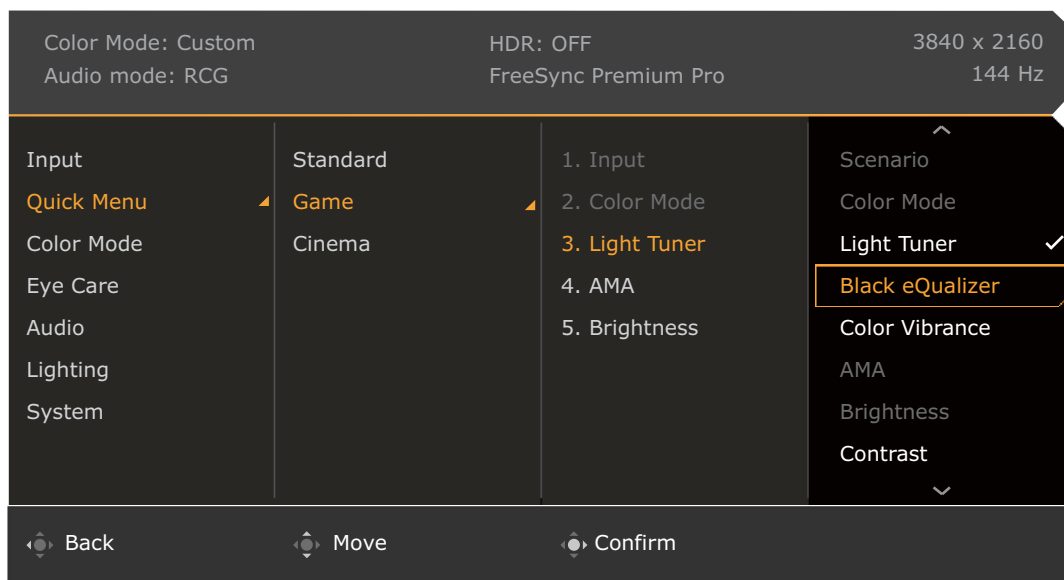 Color Mode: Custom
HDR: OFF
3840 x 2160
Audio mode: RCG
FreeSync Premium Pro
144 Hz
Input
Quick Menu
Color Mode
Eye Care
Audio
Lighting
System
Standard
Game
Cinema
1. Input
2. Color Mode
3. Light Tuner
4. AMA
5. Brightness
Scenario
Color Mode
Light Tuner
Black eQualizer
Color Vibrance
AMA
Brightness
Contrast
Back
Move
Confirm